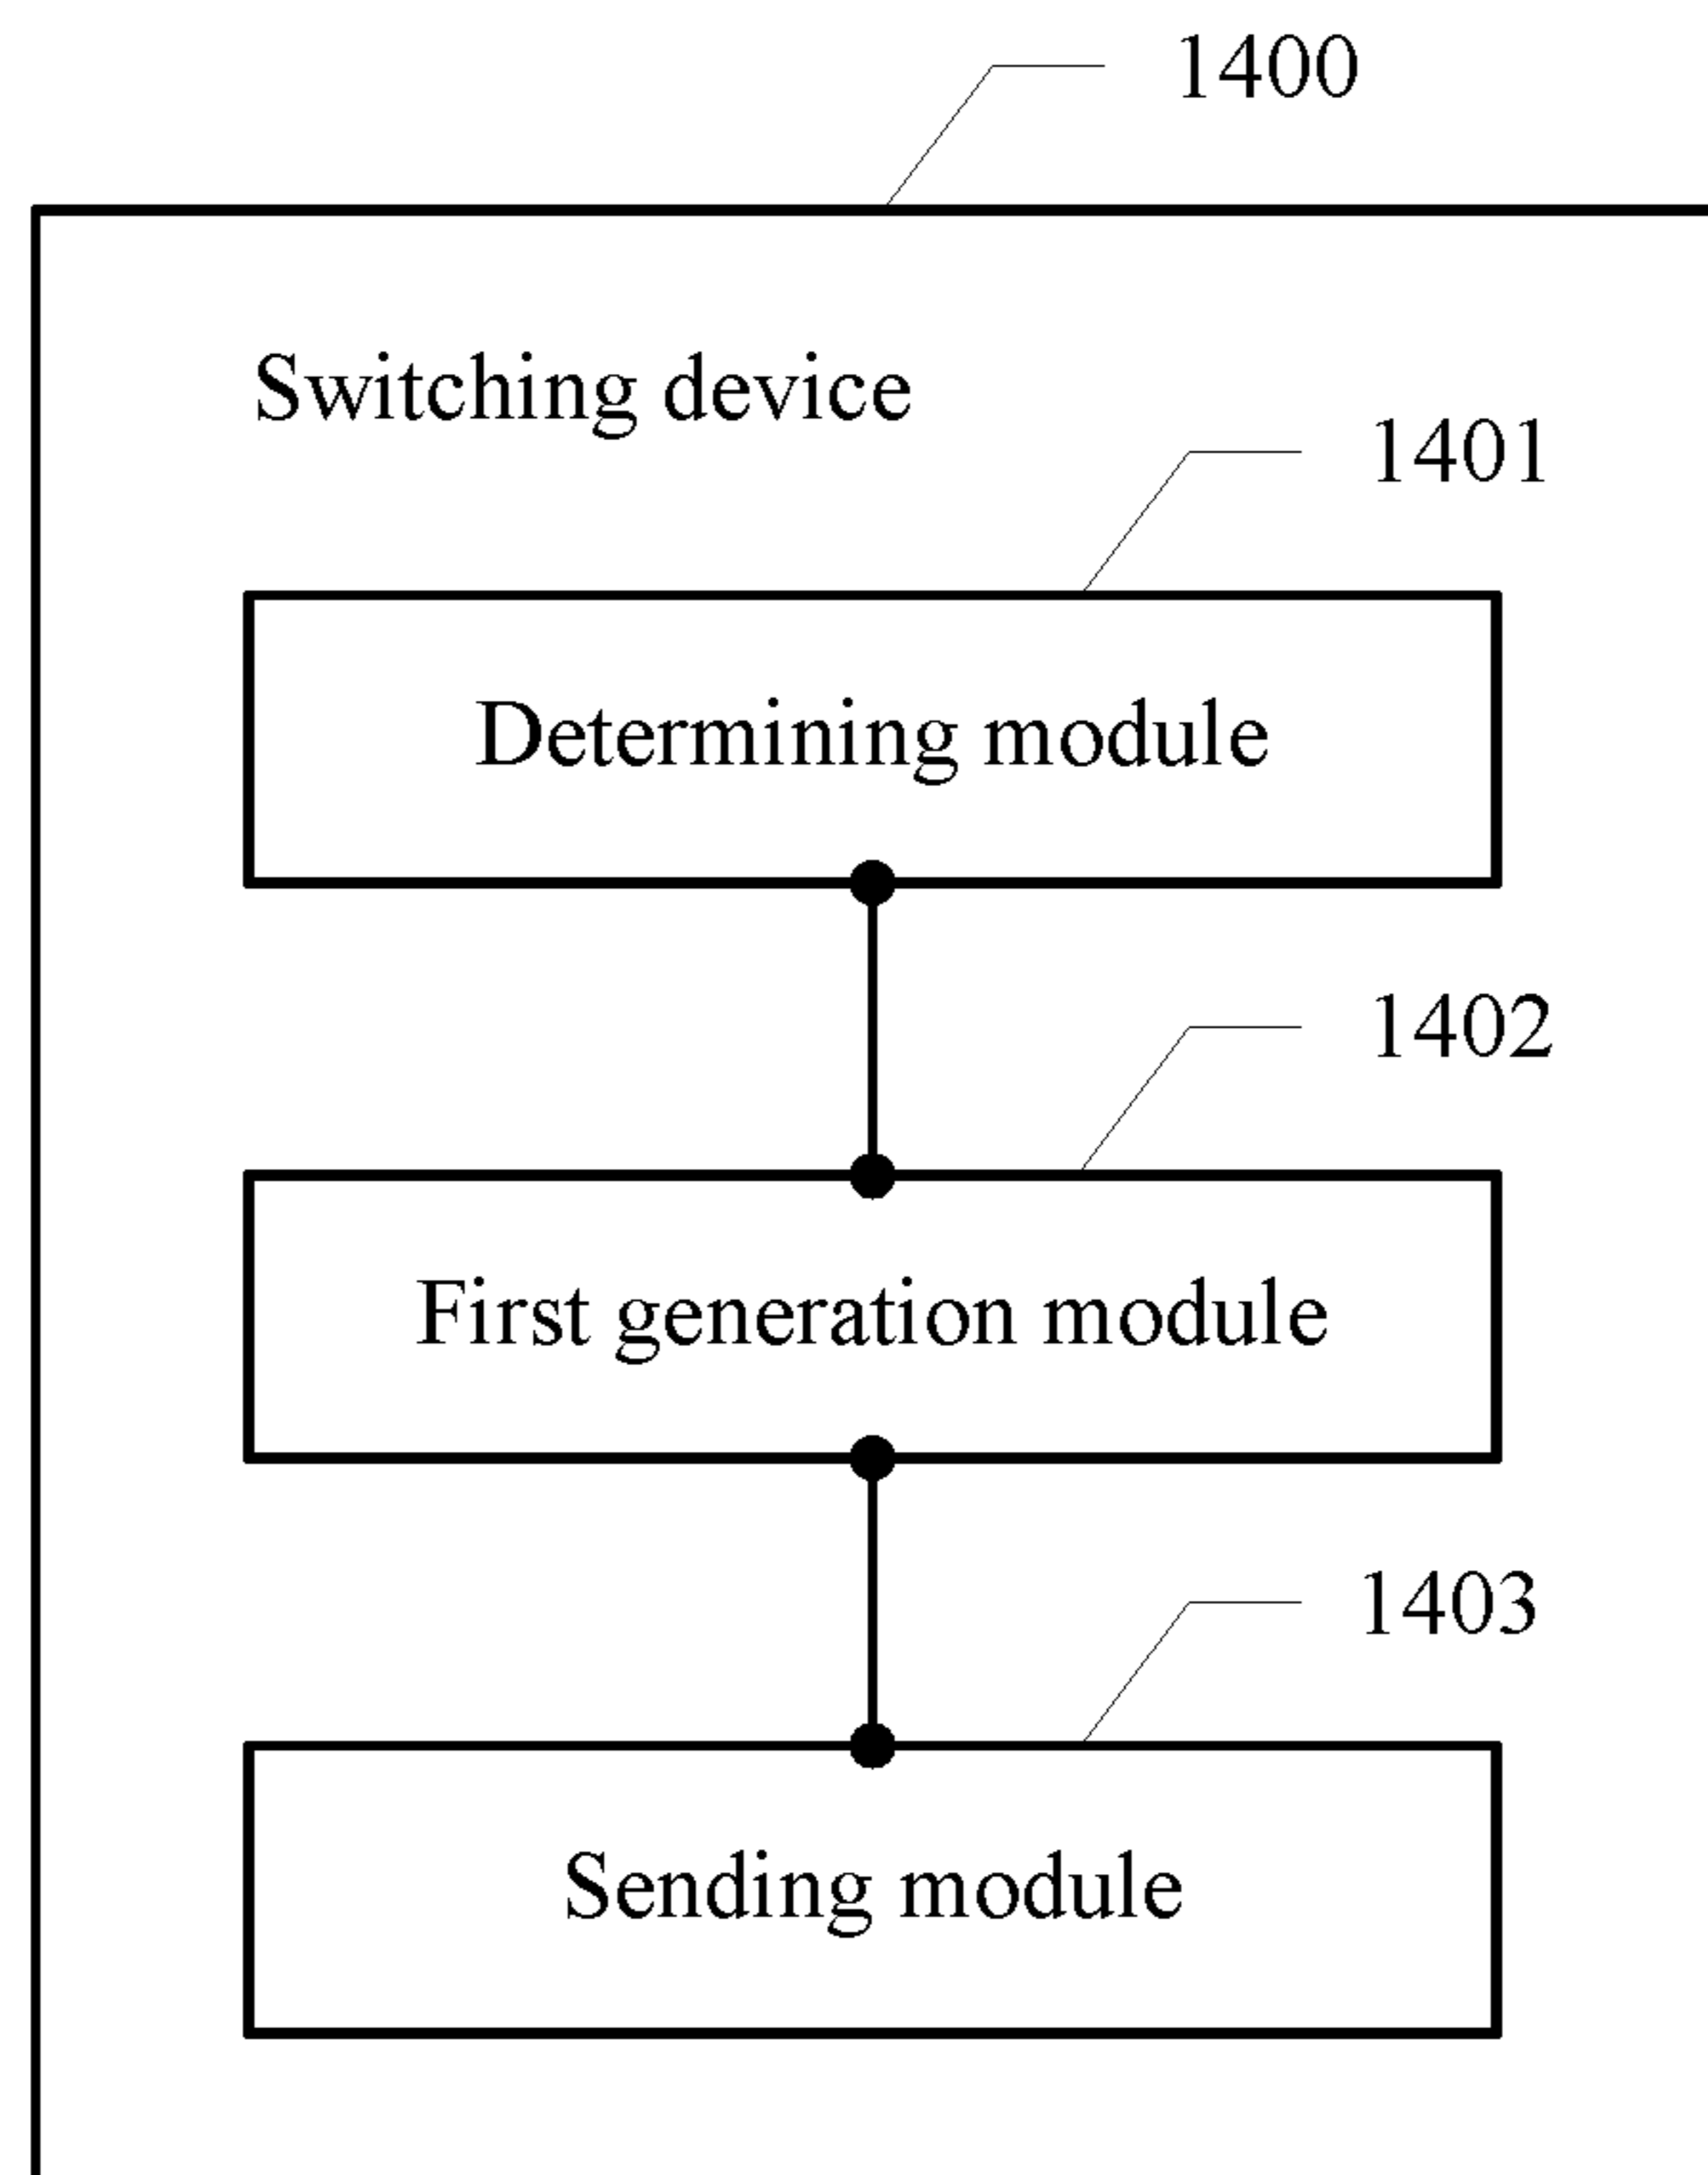 1400
Switching device
1401
Determining module
1402
First generation module
1403
Sending module